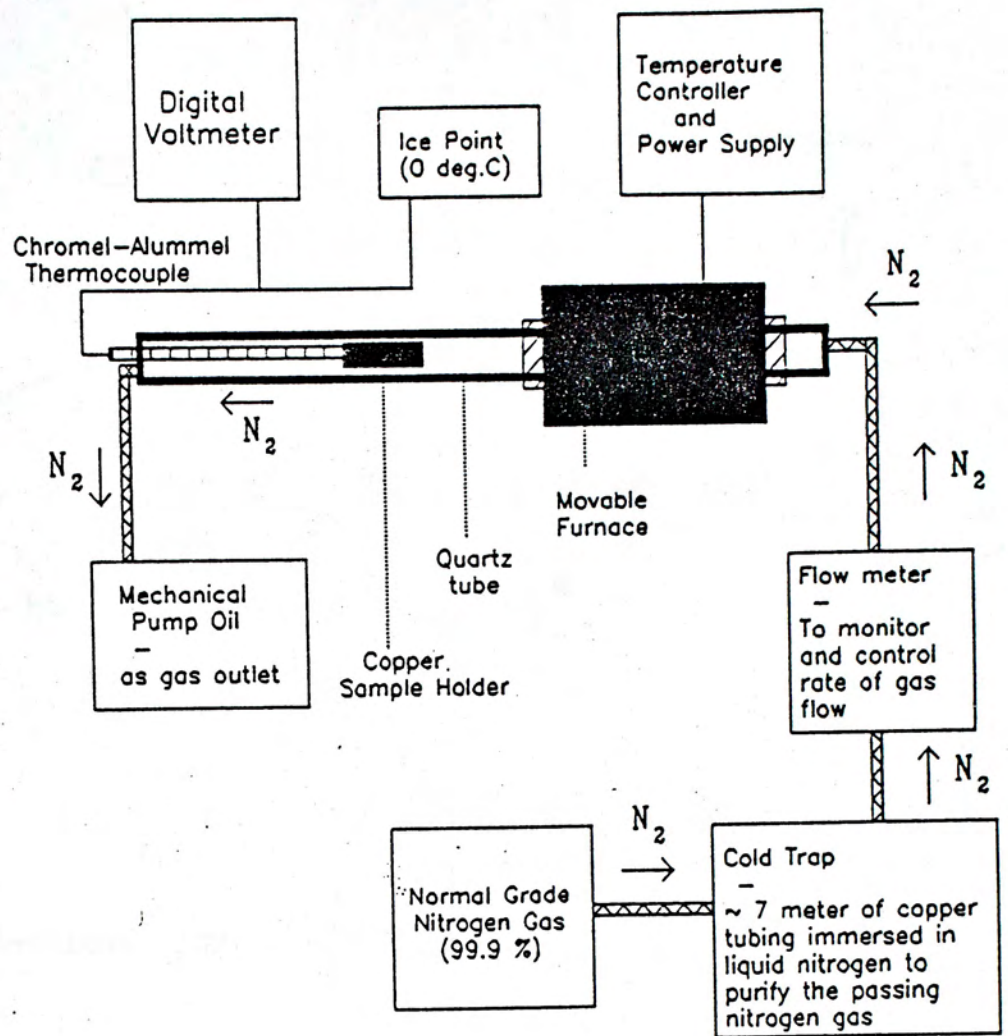 Digital
Voltmeter
Ice Point
(0 deg.C)
Temperature
Controller
and
Power Supply
Chromel-Alummel
Thermocouple
N2
N2
N2
N2
Movable
Furnace
Quartz
tube
Copper.
Sample Holder
Mechanical
Pump Oil
-
as gas outlet
Flow meter
-
To monitor
and control
rate of gas
flow
N2
N2
Normal Grade
Nitrogen Gas
(99.9 %)
Cold Trap
-
~ 7 meter of copper
tubing immersed in
liquid nitrogen to
purify the passing
nitrogen gas